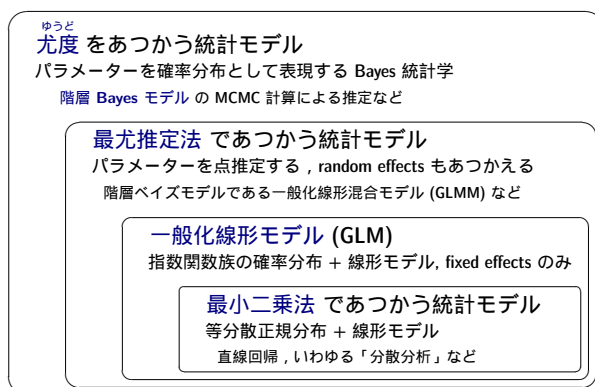 ゆうど
尤度 をあつかう統計モデル
パラメーターを確率分布として表現する Bayes 統計学
階層 Bayes モデル の MCMC 計算による推定など
最尤推定法 であつかう統計モデル
パラメーターを点推定する , random effects もあつかえる
階層ベイズモデルである一般化線形混合モデル (GLMM) など
一般化線形モデル (GLM)
指数関数族の確率分布 + 線形モデル, fixed effects のみ
最小二乗法 であつかう統計モデル
等分散正規分布 + 線形モデル
直線回帰 , いわゆる「分散分析」など